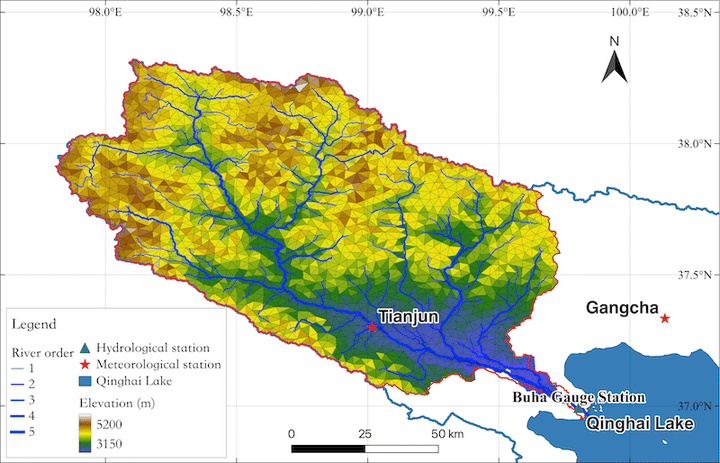 98.0°E 98.5°E 99.0°E 99.5°E 100.0°E 38.5°N
N
38.0°N
37.5°N
Gangcha
Tianjun
Legend
River order
1
2
3
4
5
Hydrological station
Meteorological station
Qinghai Lake
Elevation (m)
5200
3150
Buha Gauge Station
37.0°N
Qinghai Lake
0 25 50 km